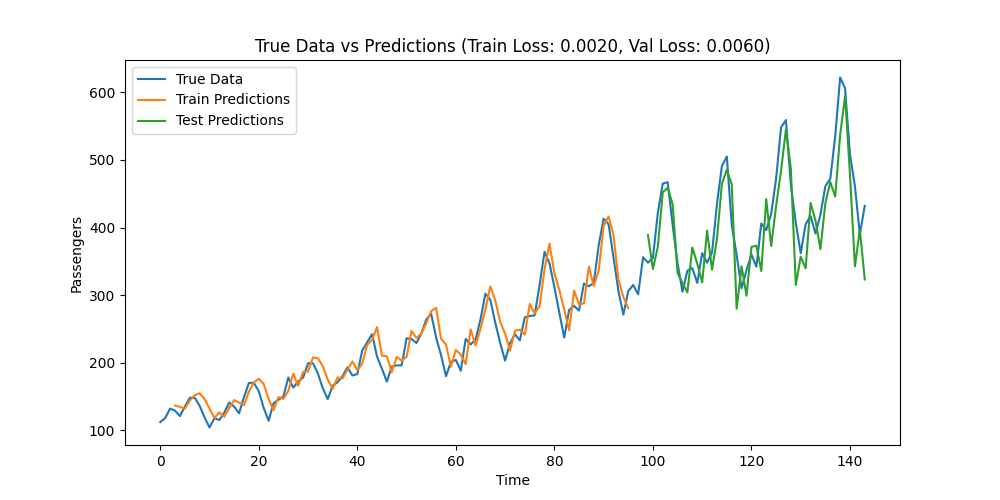 True Data vs Predictions (Train Loss: 0.0020, Val Loss: 0.0060)
True Data
Train Predictions
Test Predictions
Passengers
600
500
400
300
200
100
0 20 40 60 80 100 120 140
Time